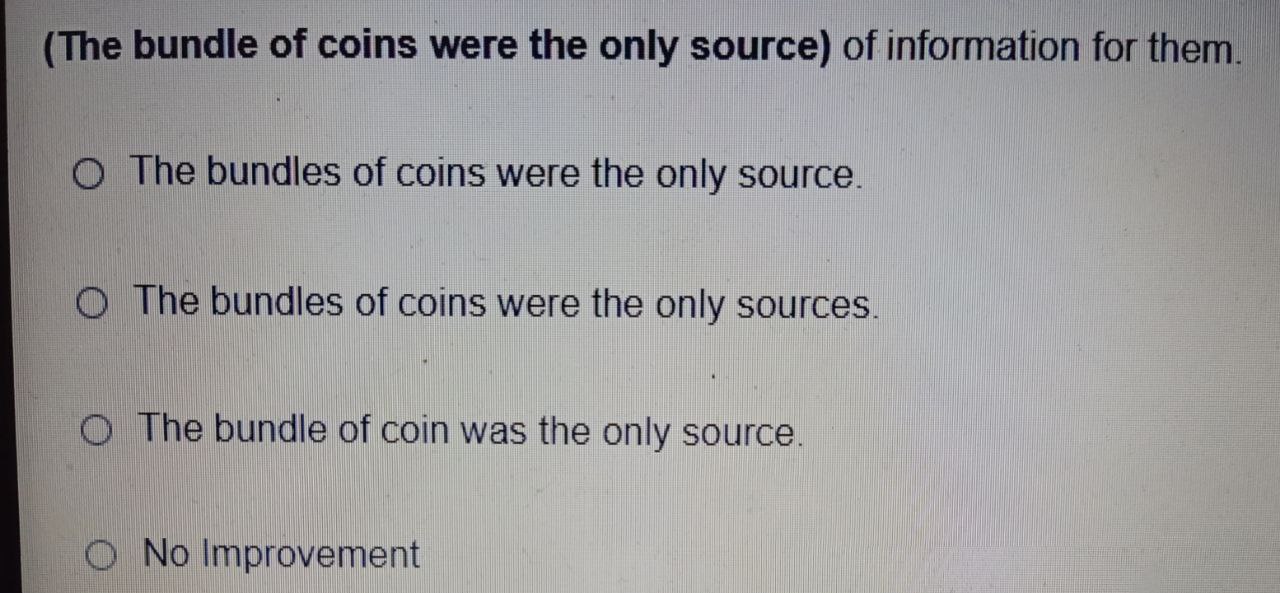 (The bundle of coins were the only source) of information for them.
The bundles of coins were the only source.
The bundles of coins were the only sources.
The bundle of coin was the only source.
No Improvement